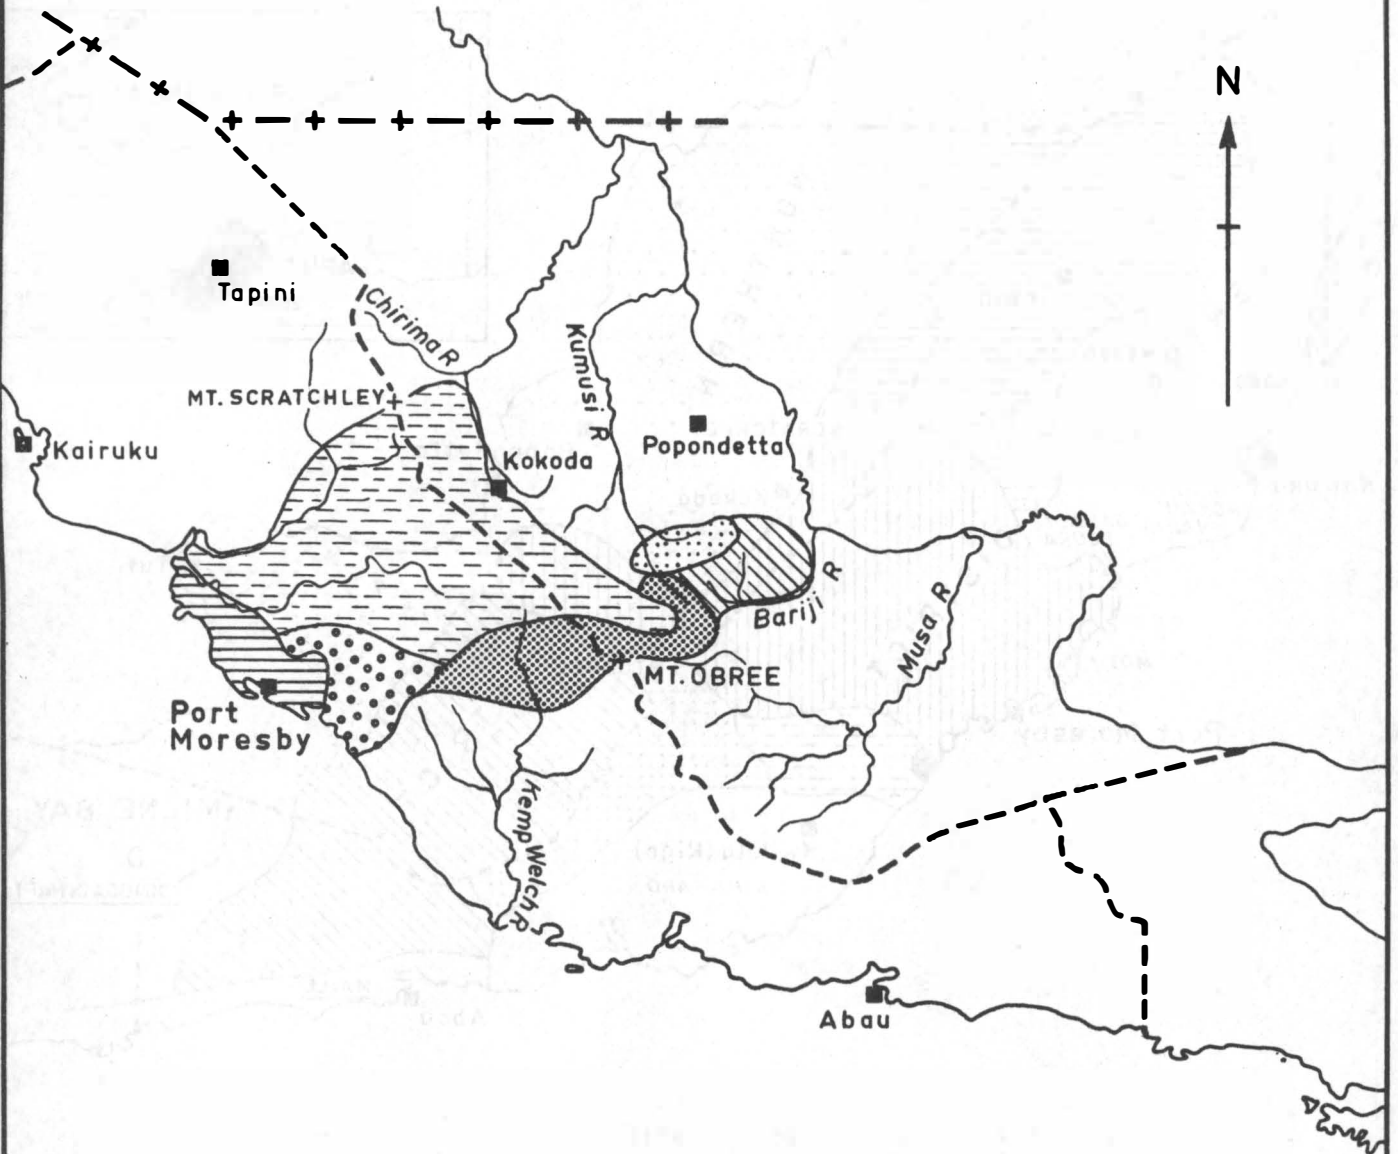 N
Tapini
Chirima R
MT. SCRATCHLEY
Kumusi R
Kairuku
Popondetta
Kokoda
Bariji R
Musa R
MT. OBREE
Port
Moresby
Kemp Welch R
Abau